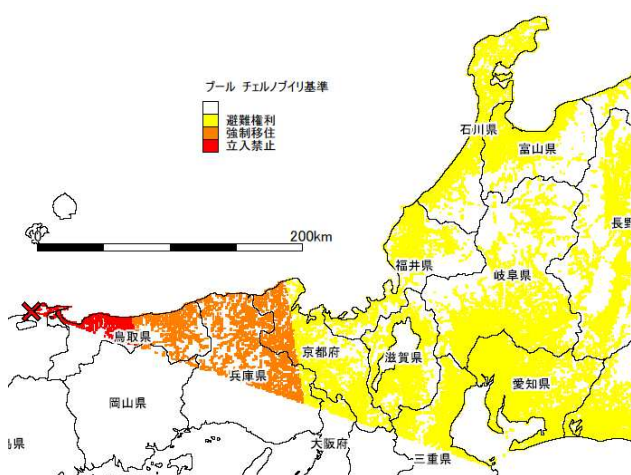 プール チェルノブイリ基準
避難権利
強制移住
立入禁止
200km
石川県
富山県
長野
福井県
岐阜県
鳥取県
京都府
滋賀県
兵庫県
愛知県
岡山県
島県
大阪府
三重県